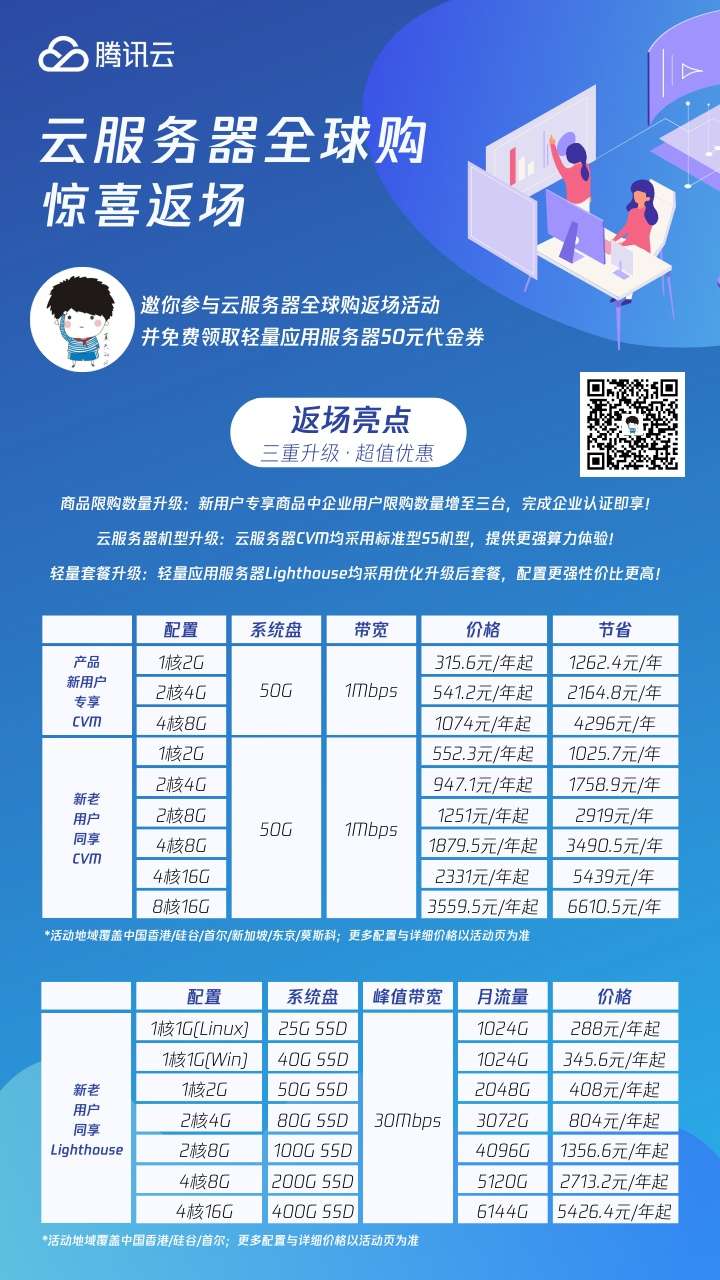 腾讯云
云服务器全球购
惊喜返场
邀你参与云服务器全球购返场活动
并免费领取轻量应用服务器50元代金券
返场亮点
三重升级·超值优惠
商品限购数量升级：新用户专享商品中企业用户限购数量增至三台，完成企业认证即享！
云服务器机型升级：云服务器CVM均采用标准型S5机型，提供更强算力体验！
轻量套餐升级：轻量应用服务器Lighthouse均采用优化升级后套餐，配置更强性价比更高！
配置 系统盘 带宽 价格 节省
产品
新用户
专享
CVM
50G 1Mbps
1核2G 315.6元/年起 1262.4元/年
2核4G 541.2元/年起 2164.8元/年
4核8G 1074元/年起 4296元/年
新老
用户
同享
CVM
50G 1Mbps
1核2G 552.3元/年起 1025.7元/年
2核4G 947.1元/年起 1758.9元/年
2核8G 1251元/年起 2919元/年
4核8G 1879.5元/年起 3490.5元/年
4核16G 2331元/年起 5439元/年
8核16G 3559.5元/年起 6610.5元/年
*活动地域覆盖中国香港/硅谷/首尔/新加坡/东京/莫斯科；更多配置与详细价格以活动页为准
配置 系统盘 峰值带宽 月流量 价格
新老
用户
同享
Lighthouse
30Mbps
1核1G(Linux) 25G SSD 1024G 288元/年起
1核1G(Win) 40G SSD 1024G 345.6元/年起
1核2G 50G SSD 2048G 408元/年起
2核4G 80G SSD 3072G 804元/年起
2核8G 100G SSD 4096G 1356.6元/年起
4核8G 200G SSD 5120G 2713.2元/年起
4核16G 400G SSD 6144G 5426.4元/年起
*活动地域覆盖中国香港/硅谷/首尔；更多配置与详细价格以活动页为准